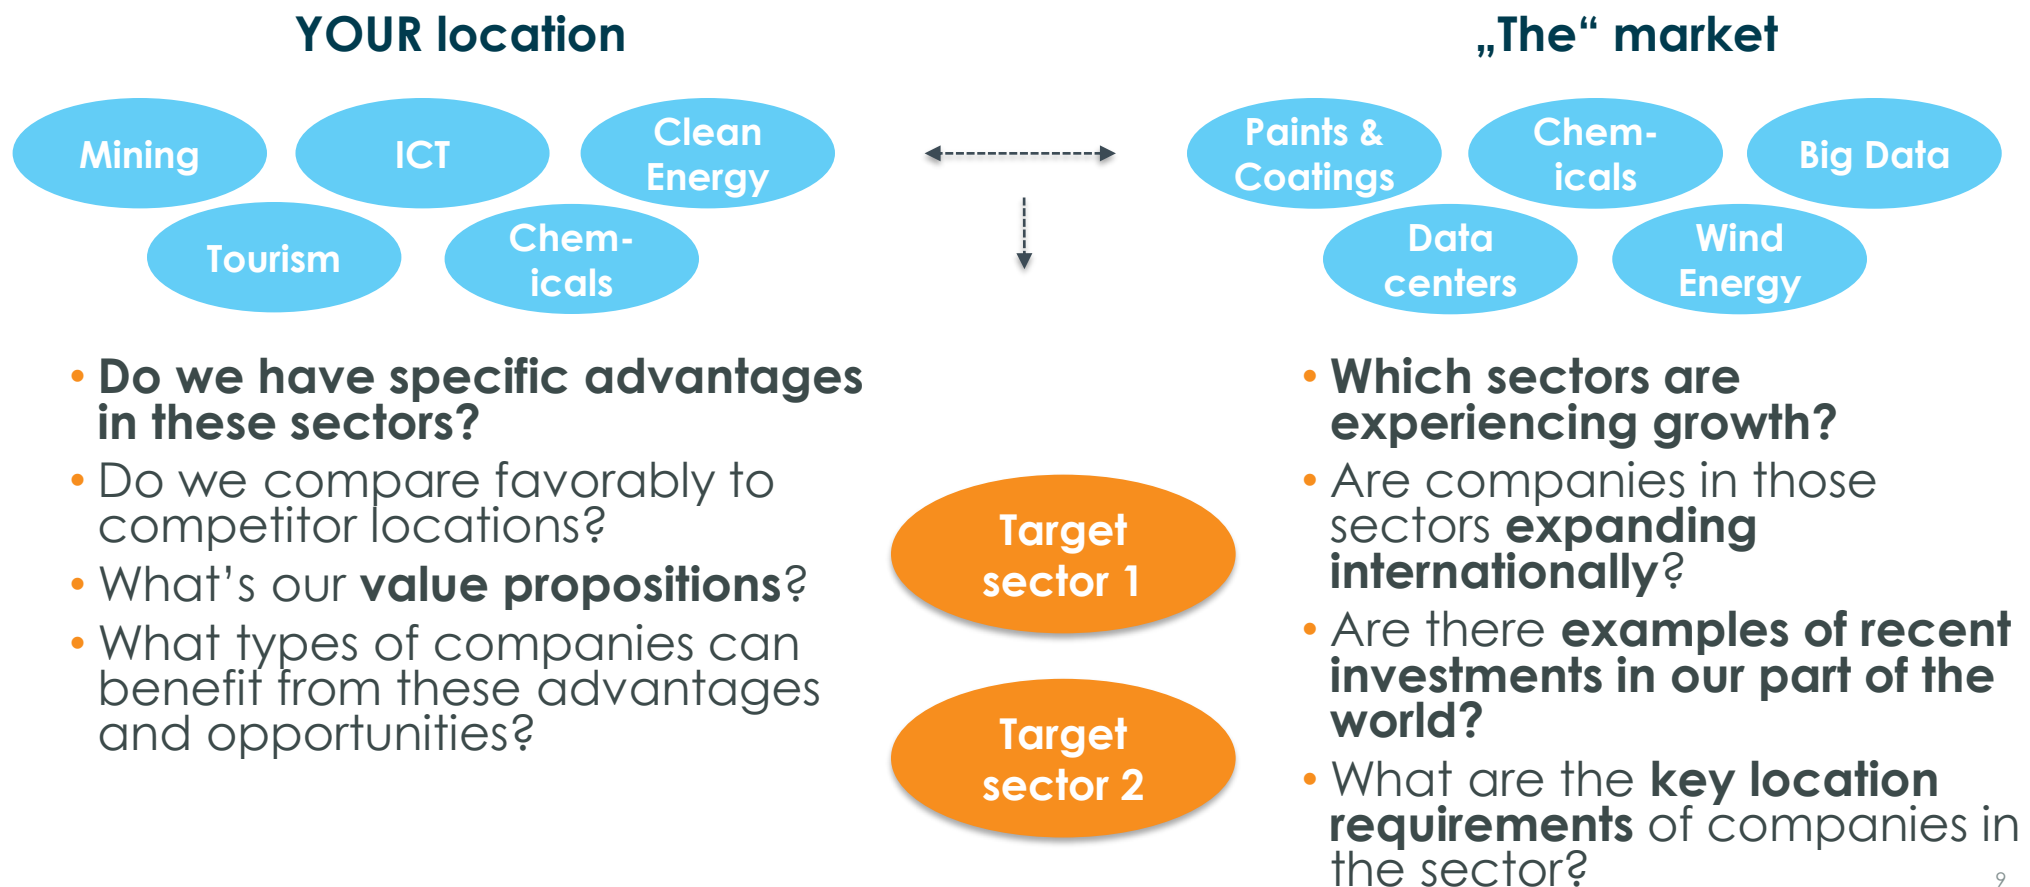 YOUR location
„The“ market
Mining
ICT
Clean
Energy
Tourism
Chem-
icals
Paints &
Coatings
Chem-
icals
Big Data
Data
centers
Wind
Energy
• Do we have specific advantages
in these sectors?
• Do we compare favorably to
competitor locations?
• What’s our value propositions?
• What types of companies can
benefit from these advantages
and opportunities?
Target
sector 1
Target
sector 2
• Which sectors are
experiencing growth?
• Are companies in those
sectors expanding
internationally?
• Are there examples of recent
investments in our part of the
world?
• What are the key location
requirements of companies in
the sector?
9